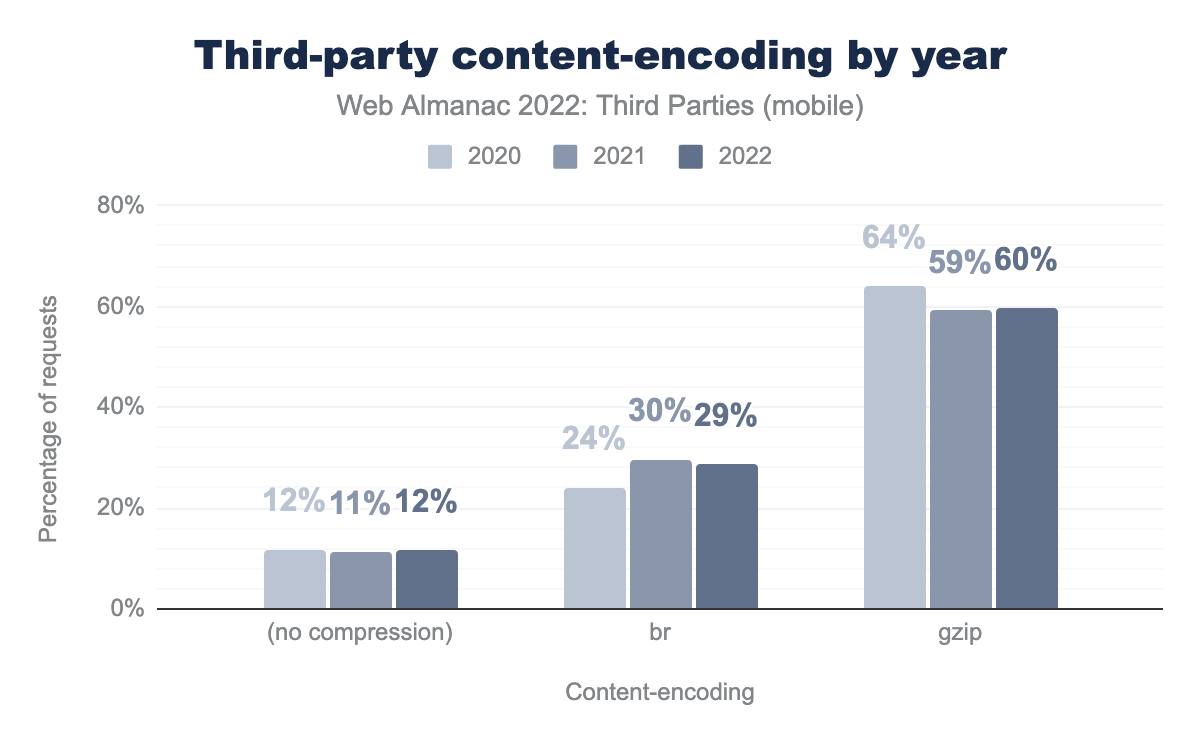 Third-party content-encoding by year
Web Almanac 2022: Third Parties (mobile)
2020 2021 2022
80%
60%
40%
20%
0%
Percentage of requests
12% 11% 12%
24% 30% 29%
64% 59% 60%
(no compression) br gzip
Content-encoding